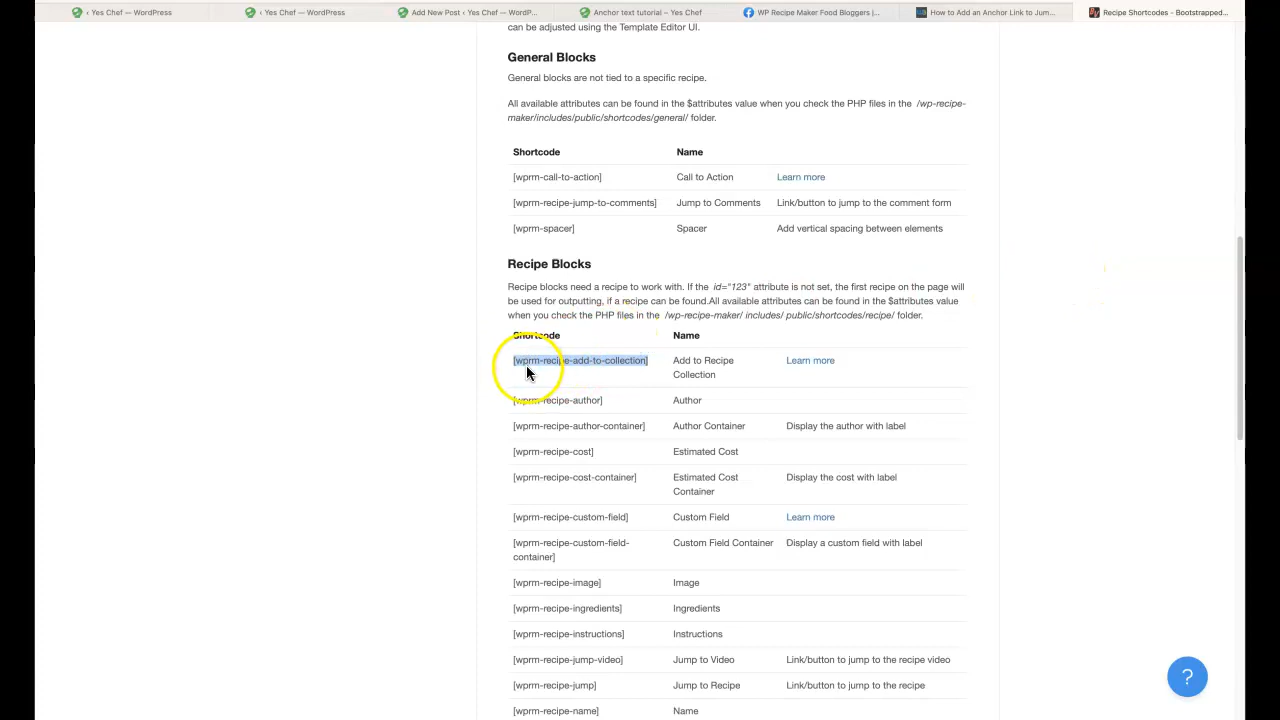 ‹ Yes Chef — WordPress
‹ Yes Chef — WordPress
Add New Post ‹ Yes Chef — WordP...
Anchor text tutorial – Yes Chef
WP Recipe Maker Food Bloggers j...
How to Add an Anchor Link to Jum...
Recipe Shortcodes - Bootstrapped...
can be adjusted using the Template Editor UI.
General Blocks
General blocks are not tied to a specific recipe.
All available attributes can be found in the $attributes value when you check the PHP files in the /wp-recipe-
maker/includes/public/shortcodes/general/ folder.
Shortcode Name
[wprm-call-to-action] Call to Action Learn more
[wprm-recipe-jump-to-comments] Jump to Comments Link/button to jump to the comment form
[wprm-spacer] Spacer Add vertical spacing between elements
Recipe Blocks
Recipe blocks need a recipe to work with. If the id="123" attribute is not set, the first recipe on the page will
be used for outputting, if a recipe can be found.All available attributes can be found in the $attributes value
when you check the PHP files in the /wp-recipe-maker/ includes/ public/shortcodes/recipe/ folder.
Shortcode Name
[wprm-recipe-add-to-collection] Add to Recipe Learn more
Collection
[wprm-recipe-author] Author
[wprm-recipe-author-container] Author Container Display the author with label
[wprm-recipe-cost] Estimated Cost
[wprm-recipe-cost-container] Estimated Cost Display the cost with label
Container
[wprm-recipe-custom-field] Custom Field Learn more
[wprm-recipe-custom-field- Custom Field Container Display a custom field with label
container]
[wprm-recipe-image] Image
[wprm-recipe-ingredients] Ingredients
[wprm-recipe-instructions] Instructions
[wprm-recipe-jump-video] Jump to Video Link/button to jump to the recipe video
[wprm-recipe-jump] Jump to Recipe Link/button to jump to the recipe
[wprm-recipe-name] Name
?